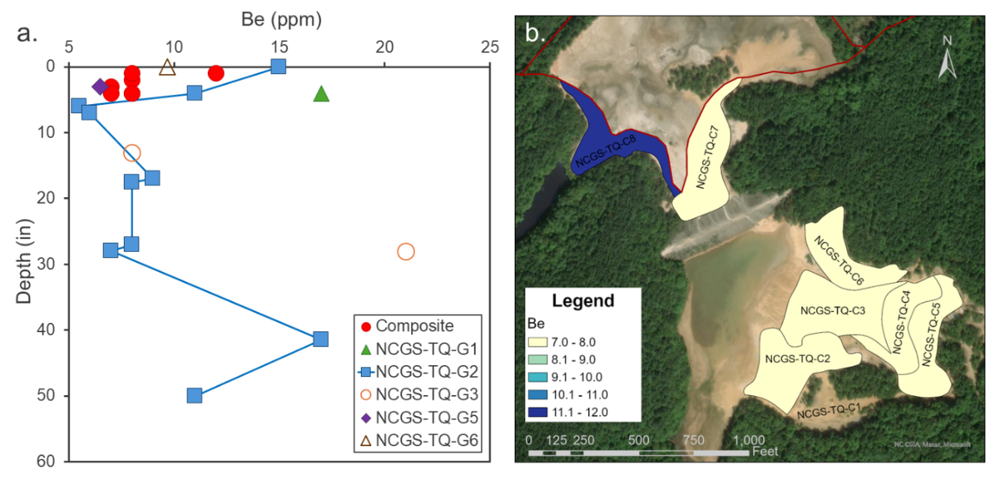 a.
Be (ppm)
5 10 15 20 25
0
10
20
30
40
50
60
Depth (in)
Composite
NCGS-TQ-G1
NCGS-TQ-G2
NCGS-TQ-G3
NCGS-TQ-G5
NCGS-TQ-G6
b.
N
NCGS-TQ-C8
NCGS-TQ-C7
NCGS-TQ-C6
NCGS-TQ-C3
NCGS-TQ-C4
NCGS-TQ-C5
NCGS-TQ-C2
NCGS-TQ-C1
Legend
Be
7.0 - 8.0
8.1 - 9.0
9.1 - 10.0
10.1 - 11.0
11.1 - 12.0
0 125 250 500 750 1,000
Feet
NC CGIA, Maxar, Microsoft